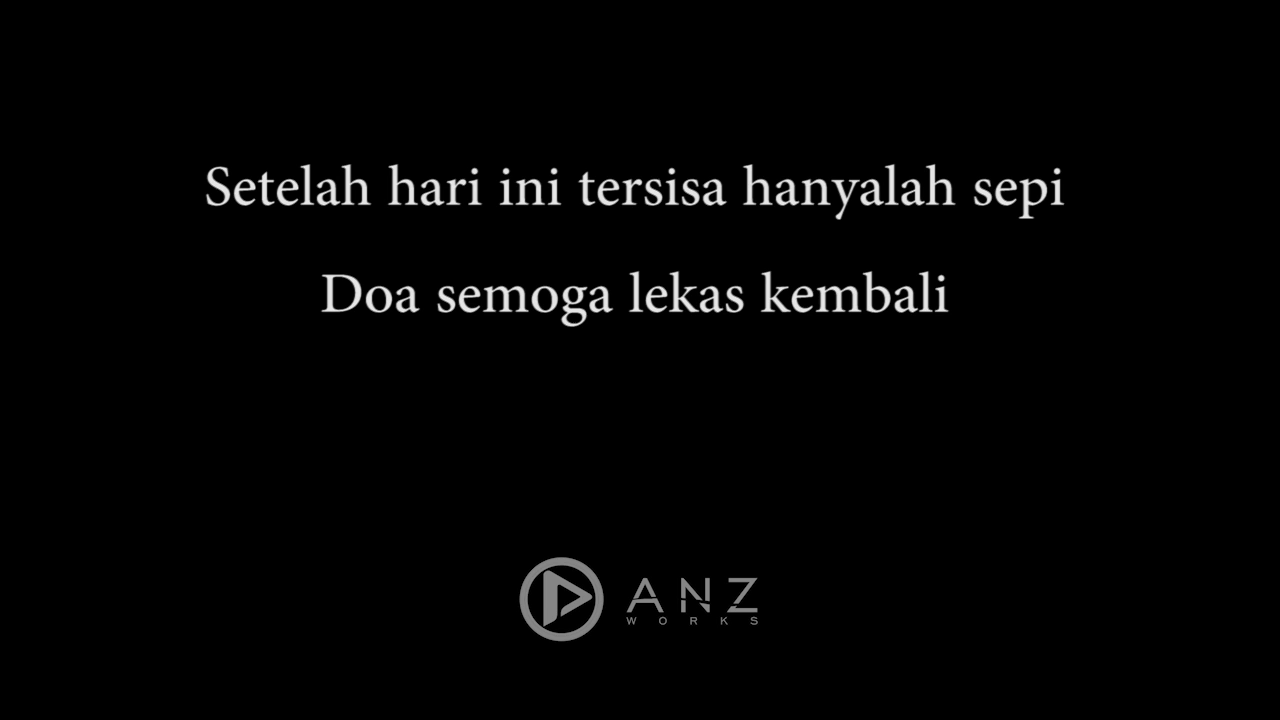 Setelah hari ini tersisa hanyalah sepi
Doa semoga lekas kembali
ANZ
WORKS